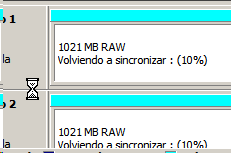 o 1
1021 MB RAW
la
Volviendo a sincronizar : (10%)
o 2
1021 MB RAW
la
Volviendo a sincronizar : (10%)